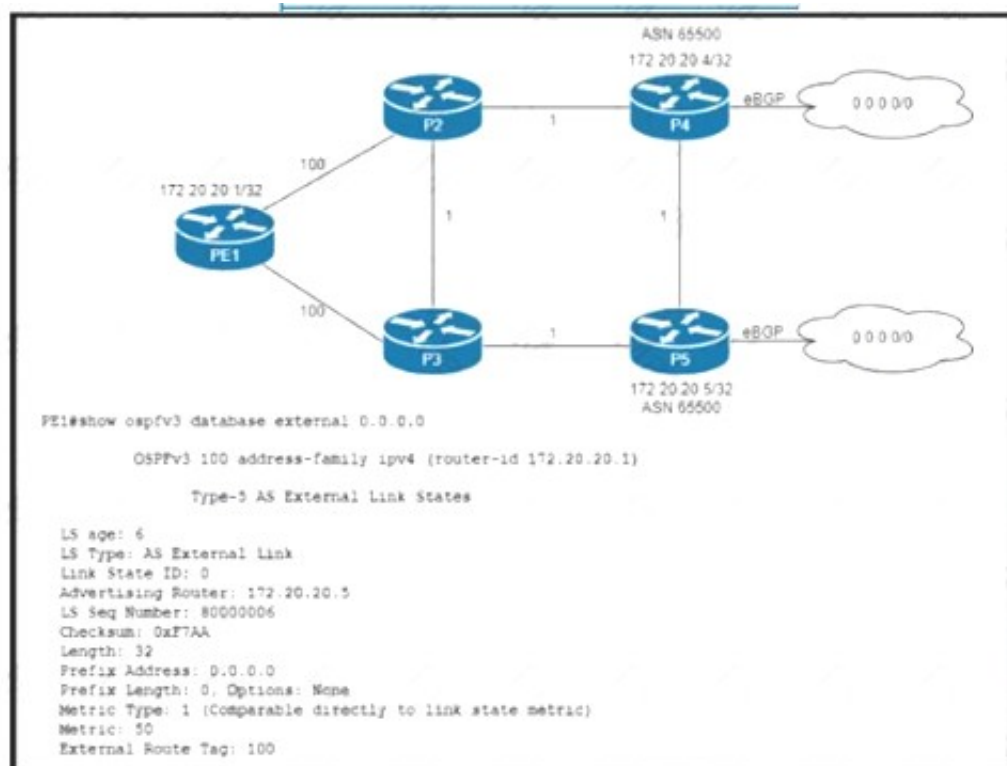 ASN 65500
172 20 20 4/32
eBGP
0 0 0 0/0
P2
1
P4
100
172 20 20 1/32
1
1
PE1
100
eBGP
0 0 0 0/0
P3
1
P5
172 20.20 5/32
ASN 65500
PE1#show ospfv3 database external 0.0.0.0
OSPFv3 100 address-family ipv4 (router-id 172.20.20.1)
Type-5 AS External Link States
LS age: 6
LS Type: AS External Link
Link State ID: 0
Advertising Router: 172.20.20.5
LS Seq Number: 80000006
Checksum: 0xF7AA
Length: 32
Prefix Address: 0.0.0.0
Prefix Length: 0, Options: None
Metric Type: 1 (Comparable directly to link state metric)
Metric: 50
External Route Tag: 100